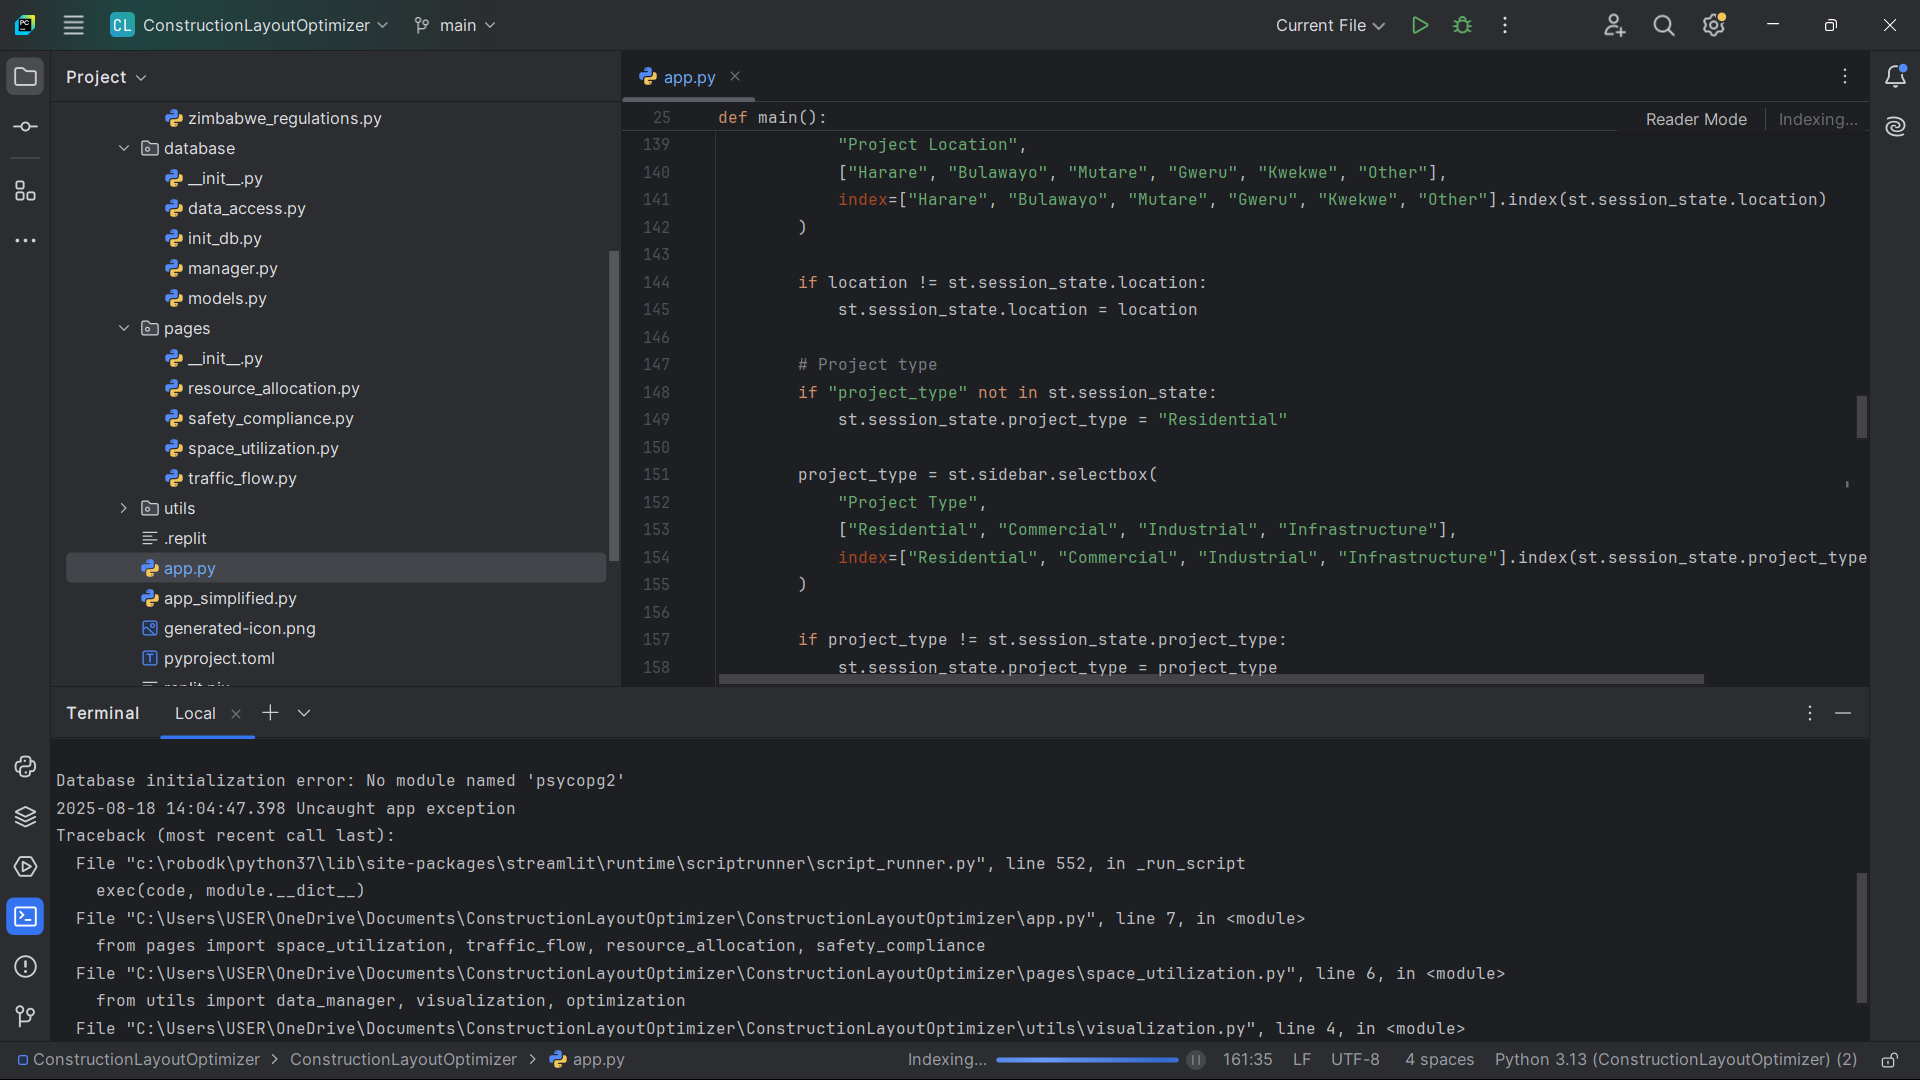 CL ConstructionLayoutOptimizer main Current File
Project
zimbabwe_regulations.py
database
__init__.py
data_access.py
init_db.py
manager.py
models.py
pages
__init__.py
resource_allocation.py
safety_compliance.py
space_utilization.py
traffic_flow.py
utils
.replit
app.py
app_simplified.py
generated-icon.png
pyproject.toml
app.py
25 def main():
Reader Mode Indexing...
139 "Project Location",
140 ["Harare", "Bulawayo", "Mutare", "Gweru", "Kwekwe", "Other"],
141 index=["Harare", "Bulawayo", "Mutare", "Gweru", "Kwekwe", "Other"].index(st.session_state.location)
142 )
143
144 if location != st.session_state.location:
145 st.session_state.location = location
146
147 # Project type
148 if "project_type" not in st.session_state:
149 st.session_state.project_type = "Residential"
150
151 project_type = st.sidebar.selectbox(
152 "Project Type",
153 ["Residential", "Commercial", "Industrial", "Infrastructure"],
154 index=["Residential", "Commercial", "Industrial", "Infrastructure"].index(st.session_state.project_type
155 )
156
157 if project_type != st.session_state.project_type:
158 st.session_state.project_type = project_type
Terminal Local
Database initialization error: No module named 'psycopg2'
2025-08-18 14:04:47.398 Uncaught app exception
Traceback (most recent call last):
File "c:\robodk\python37\lib\site-packages\streamlit\runtime\scriptrunner\script_runner.py", line 552, in _run_script
exec(code, module.__dict__)
File "C:\Users\USER\OneDrive\Documents\ConstructionLayoutOptimizer\ConstructionLayoutOptimizer\app.py", line 7, in <module>
from pages import space_utilization, traffic_flow, resource_allocation, safety_compliance
File "C:\Users\USER\OneDrive\Documents\ConstructionLayoutOptimizer\ConstructionLayoutOptimizer\pages\space_utilization.py", line 6, in <module>
from utils import data_manager, visualization, optimization
File "C:\Users\USER\OneDrive\Documents\ConstructionLayoutOptimizer\ConstructionLayoutOptimizer\utils\visualization.py", line 4, in <module>
ConstructionLayoutOptimizer > ConstructionLayoutOptimizer > app.py Indexing... 161:35 LF UTF-8 4 spaces Python 3.13 (ConstructionLayoutOptimizer) (2)